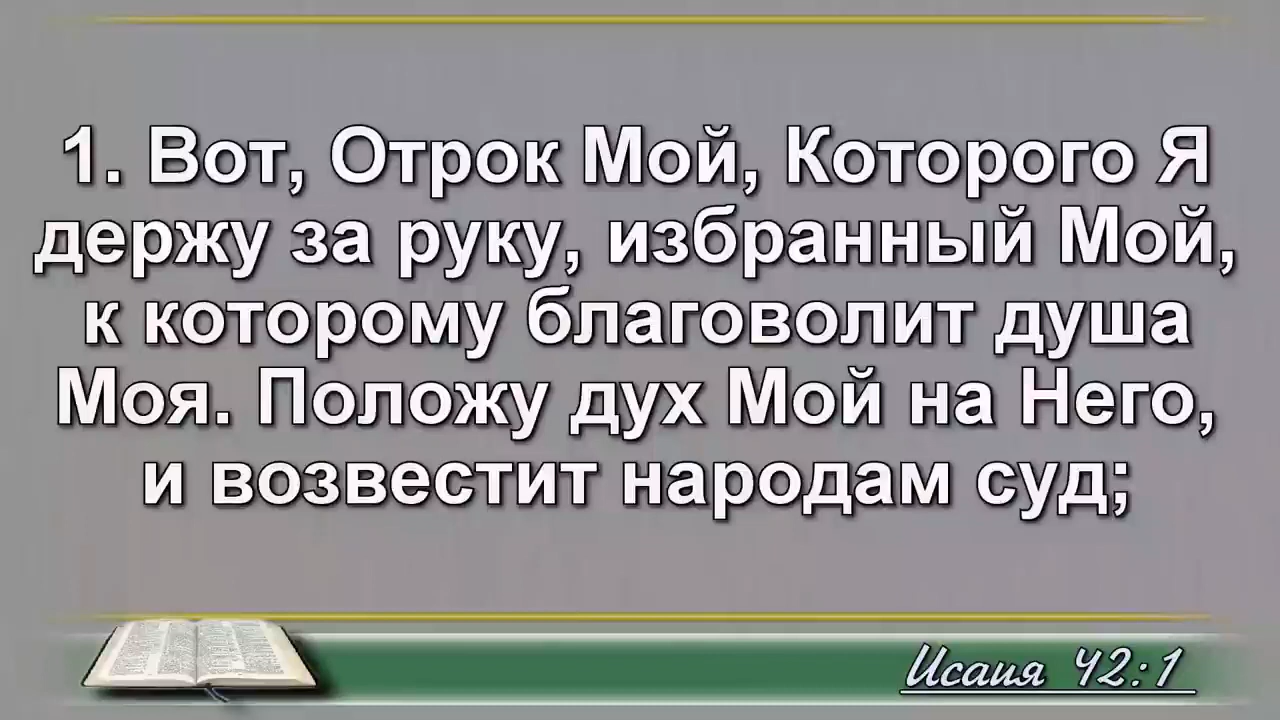 1. Вот, Отрок Мой, Которого Я
держу за руку, избранный Мой,
к которому благоволит душа
Моя. Положу дух Мой на Него,
и возвестит народам суд;
Исаия 42:1